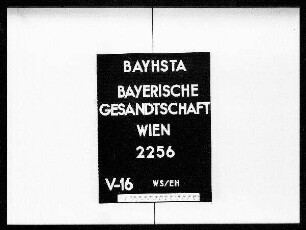 BAYHSTA
BAYERISCHE
GESANDTSCHAFT
WIEN
2256
V-16 WS/EH